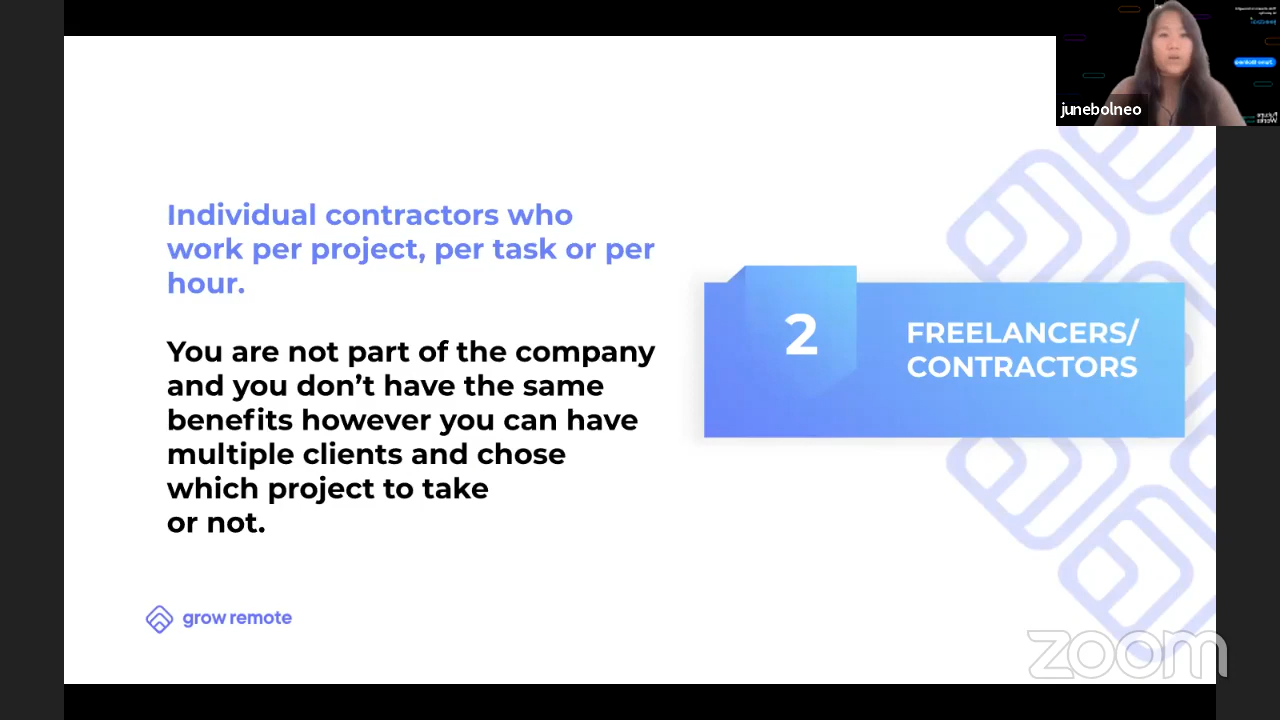 junebolneo
Individual contractors who
work per project, per task or per
hour.
You are not part of the company
and you don’t have the same
benefits however you can have
multiple clients and chose
which project to take
or not.
2
FREELANCERS/
CONTRACTORS
grow remote
zoom